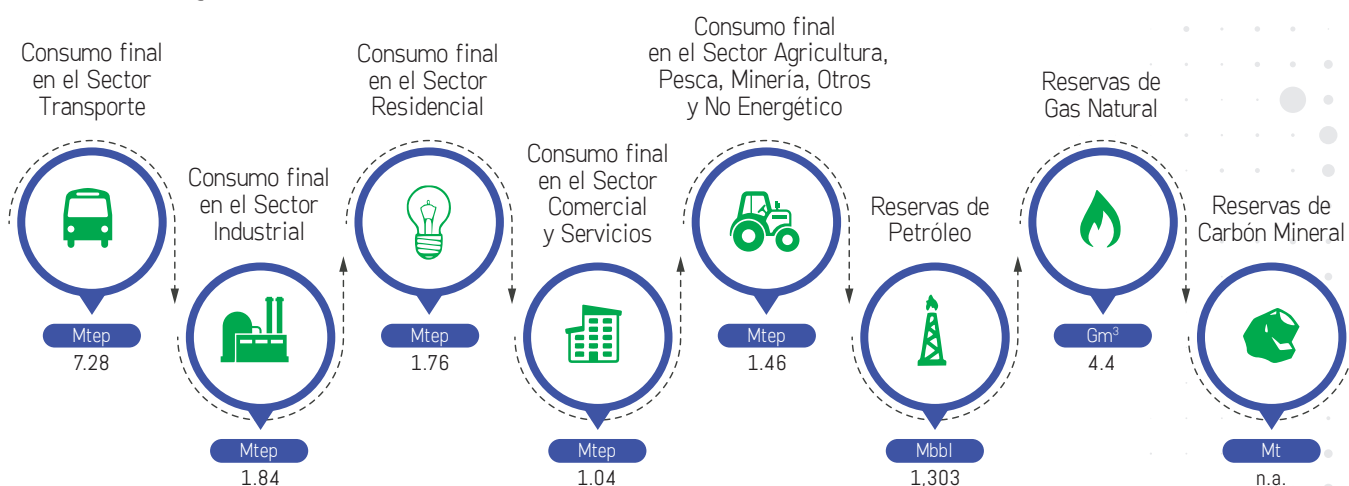 Consumo final
en el Sector
Transporte
Mtep
7.28
Consumo final
en el Sector
Industrial
Mtep
1.84
Consumo final
en el Sector
Residencial
Mtep
1.76
Consumo final
en el Sector
Comercial
y Servicios
Mtep
1.04
Consumo final
en el Sector Agricultura,
Pesca, Minería, Otros
y No Energético
Mtep
1.46
Reservas de
Petróleo
Mbbl
1,303
Reservas de
Gas Natural
Gm³
4.4
Reservas de
Carbón Mineral
Mt
n.a.